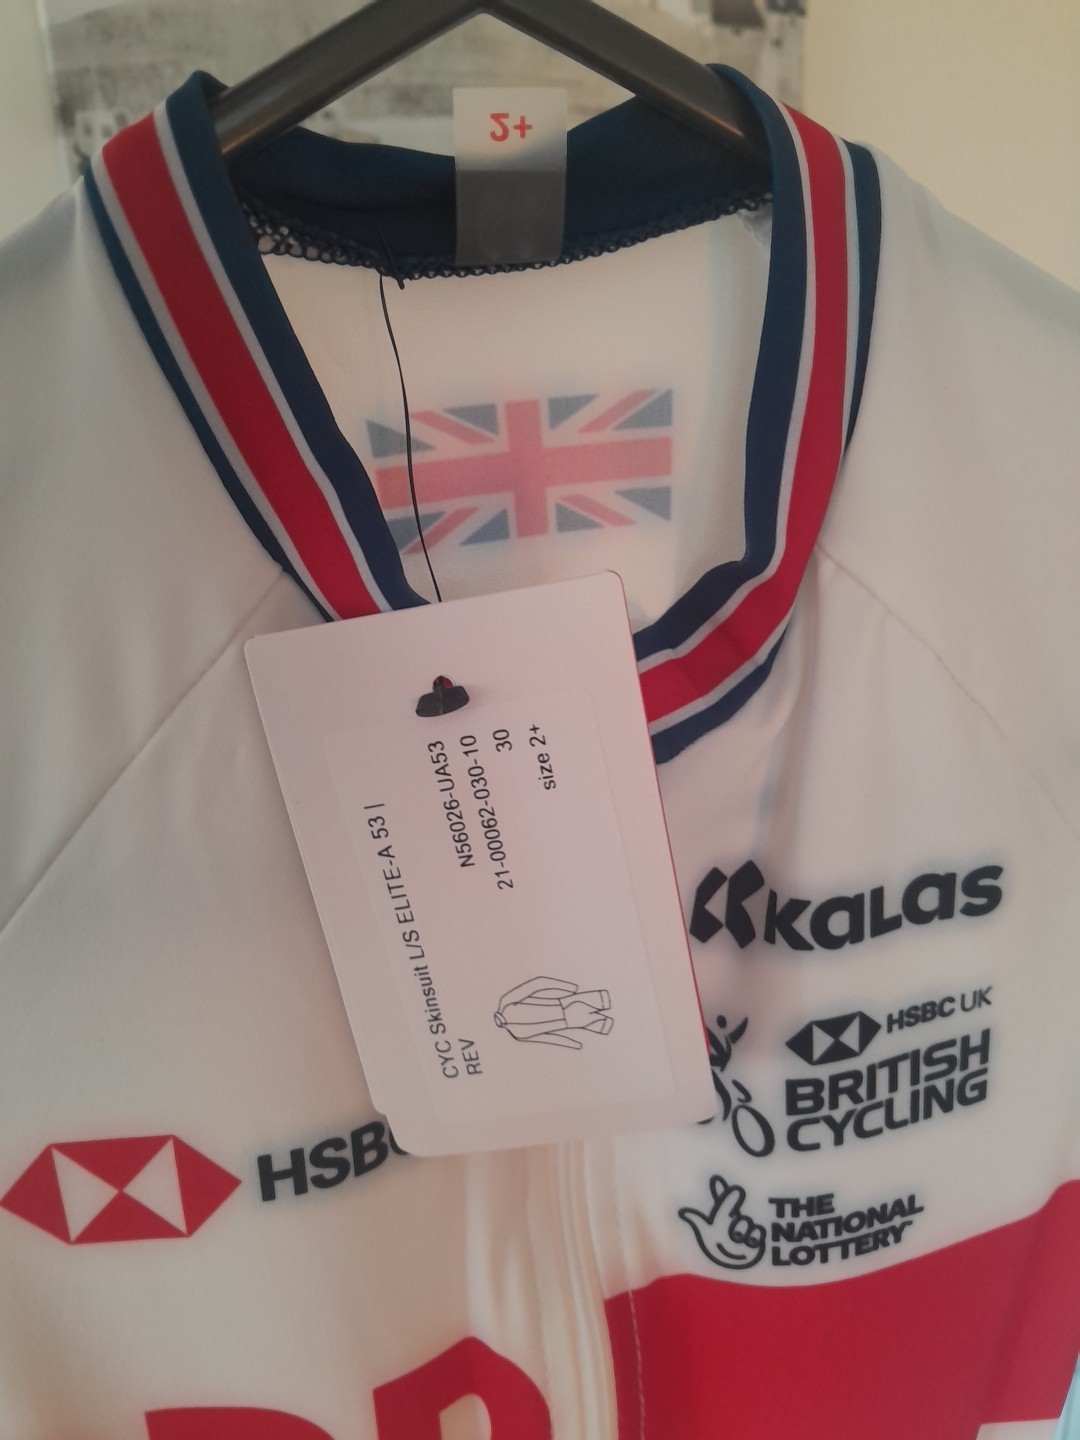 2+
CYC Skinsuit L/S ELITE-A 53 |
REV
N56026-UA53
21-00062-030-10
30
size 2+
KALAS
HSBC UK
BRITISH
CYCLING
HSBC
THE
NATIONAL
LOTTERY